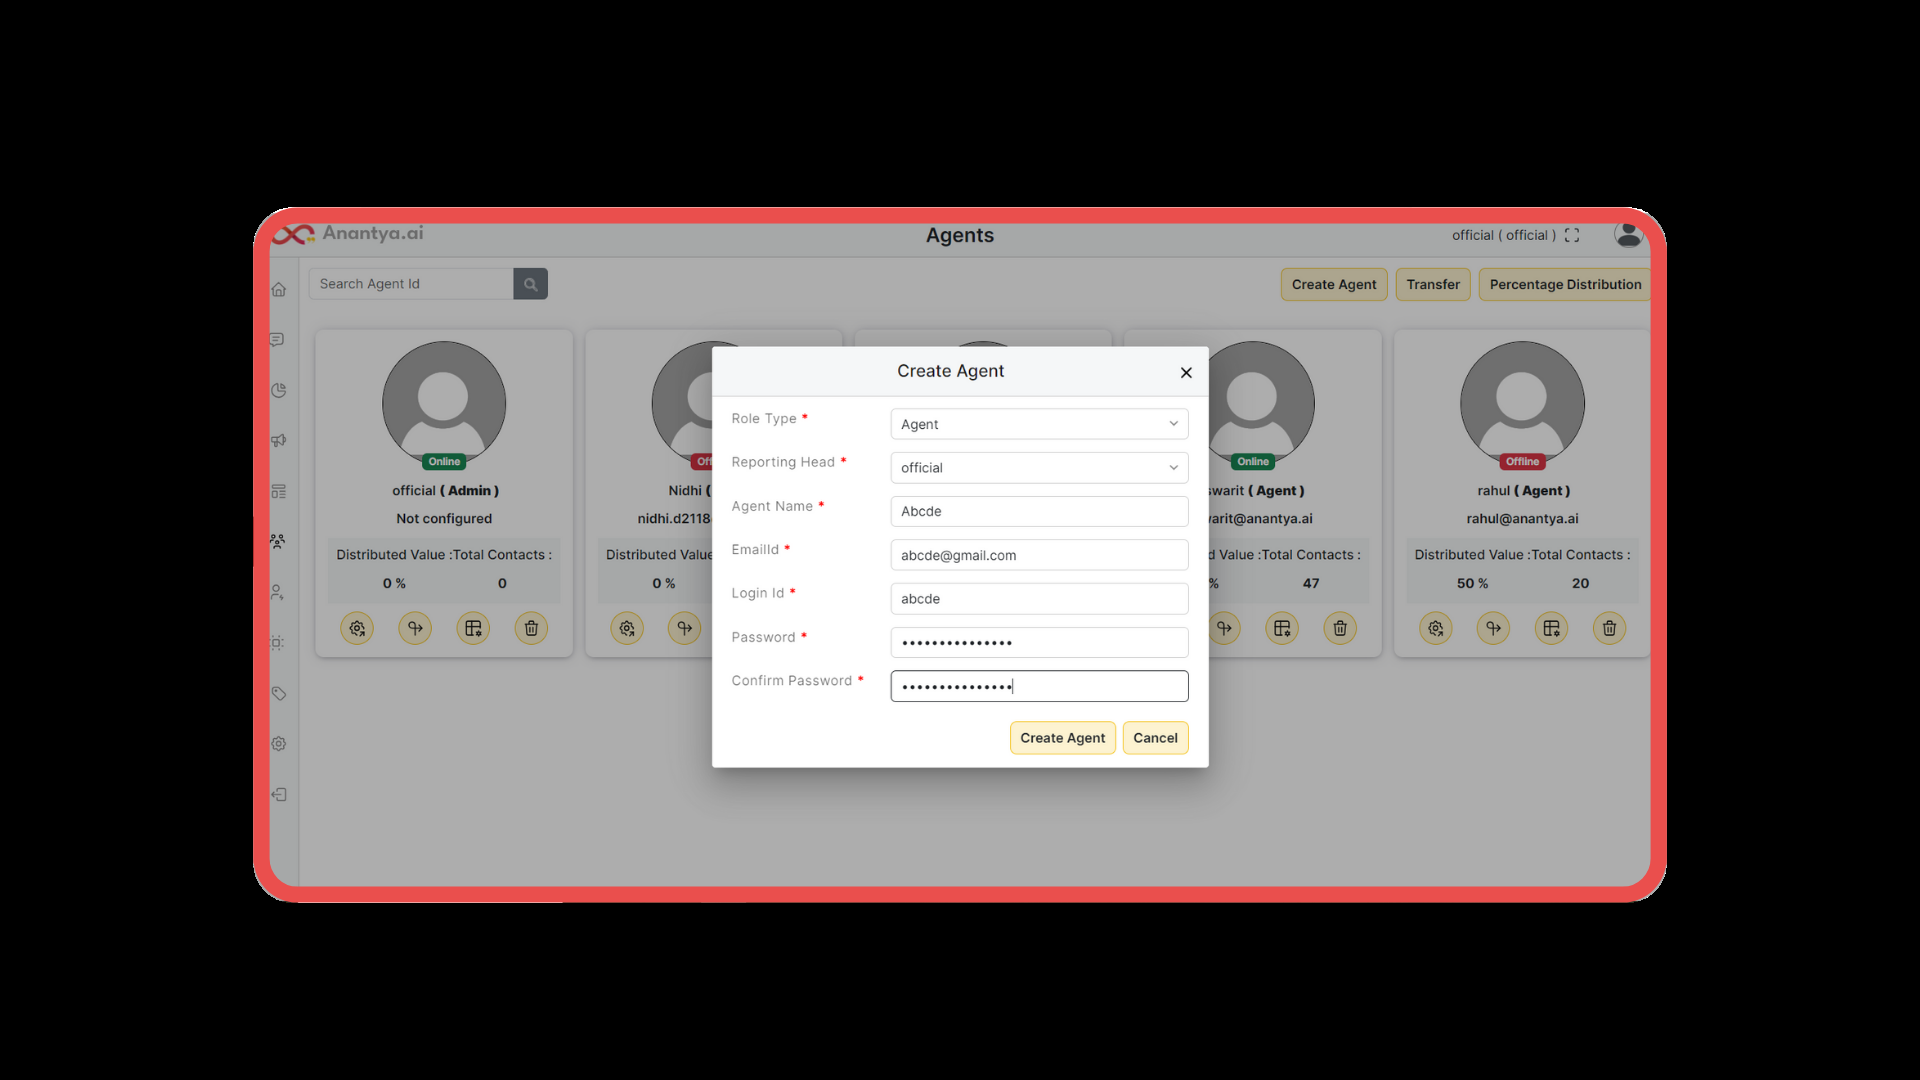 Anantya.ai
Agents
official ( official )
Search Agent Id
Create Agent
Transfer
Percentage Distribution
Online
official ( Admin )
Not configured
Distributed Value :Total Contacts :
0 %
0
Nidhi (
nidhi.d2118
Distributed Value
0 %
Create Agent
Role Type *
Agent
Reporting Head *
official
Agent Name *
Abcde
EmailId *
abcde@gmail.com
Login Id *
abcde
Password *
•••••••••••••••
Confirm Password *
•••••••••••••••
Create Agent
Cancel
Online
swarit ( Agent )
arit@anantya.ai
d Value :Total Contacts :
%
47
Offline
rahul ( Agent )
rahul@anantya.ai
Distributed Value :Total Contacts :
50 %
20